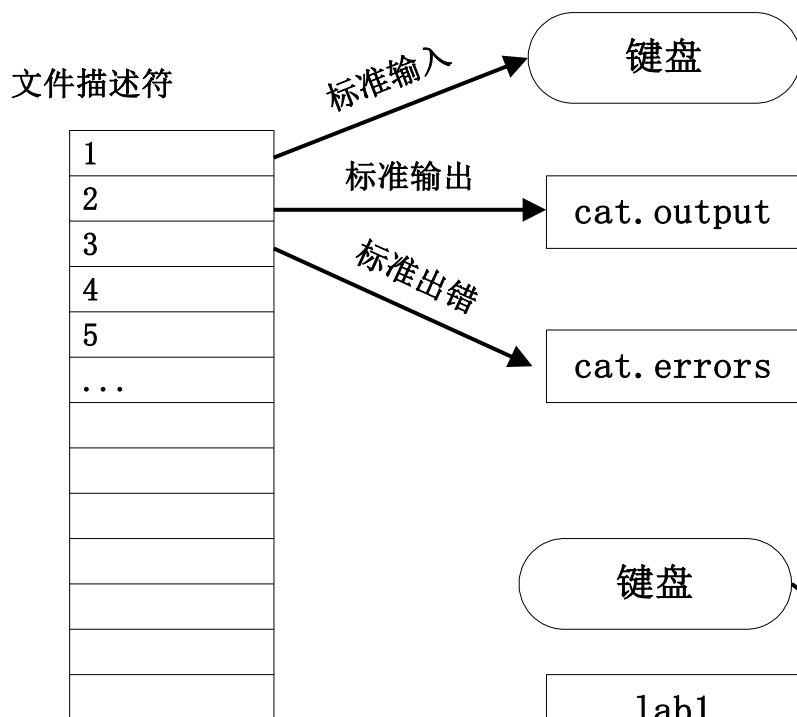 键盘
标准输入
文件描述符
1
标准输出
2
cat.output
3
标准出错
4
5
cat.errors
...
键盘
lab1